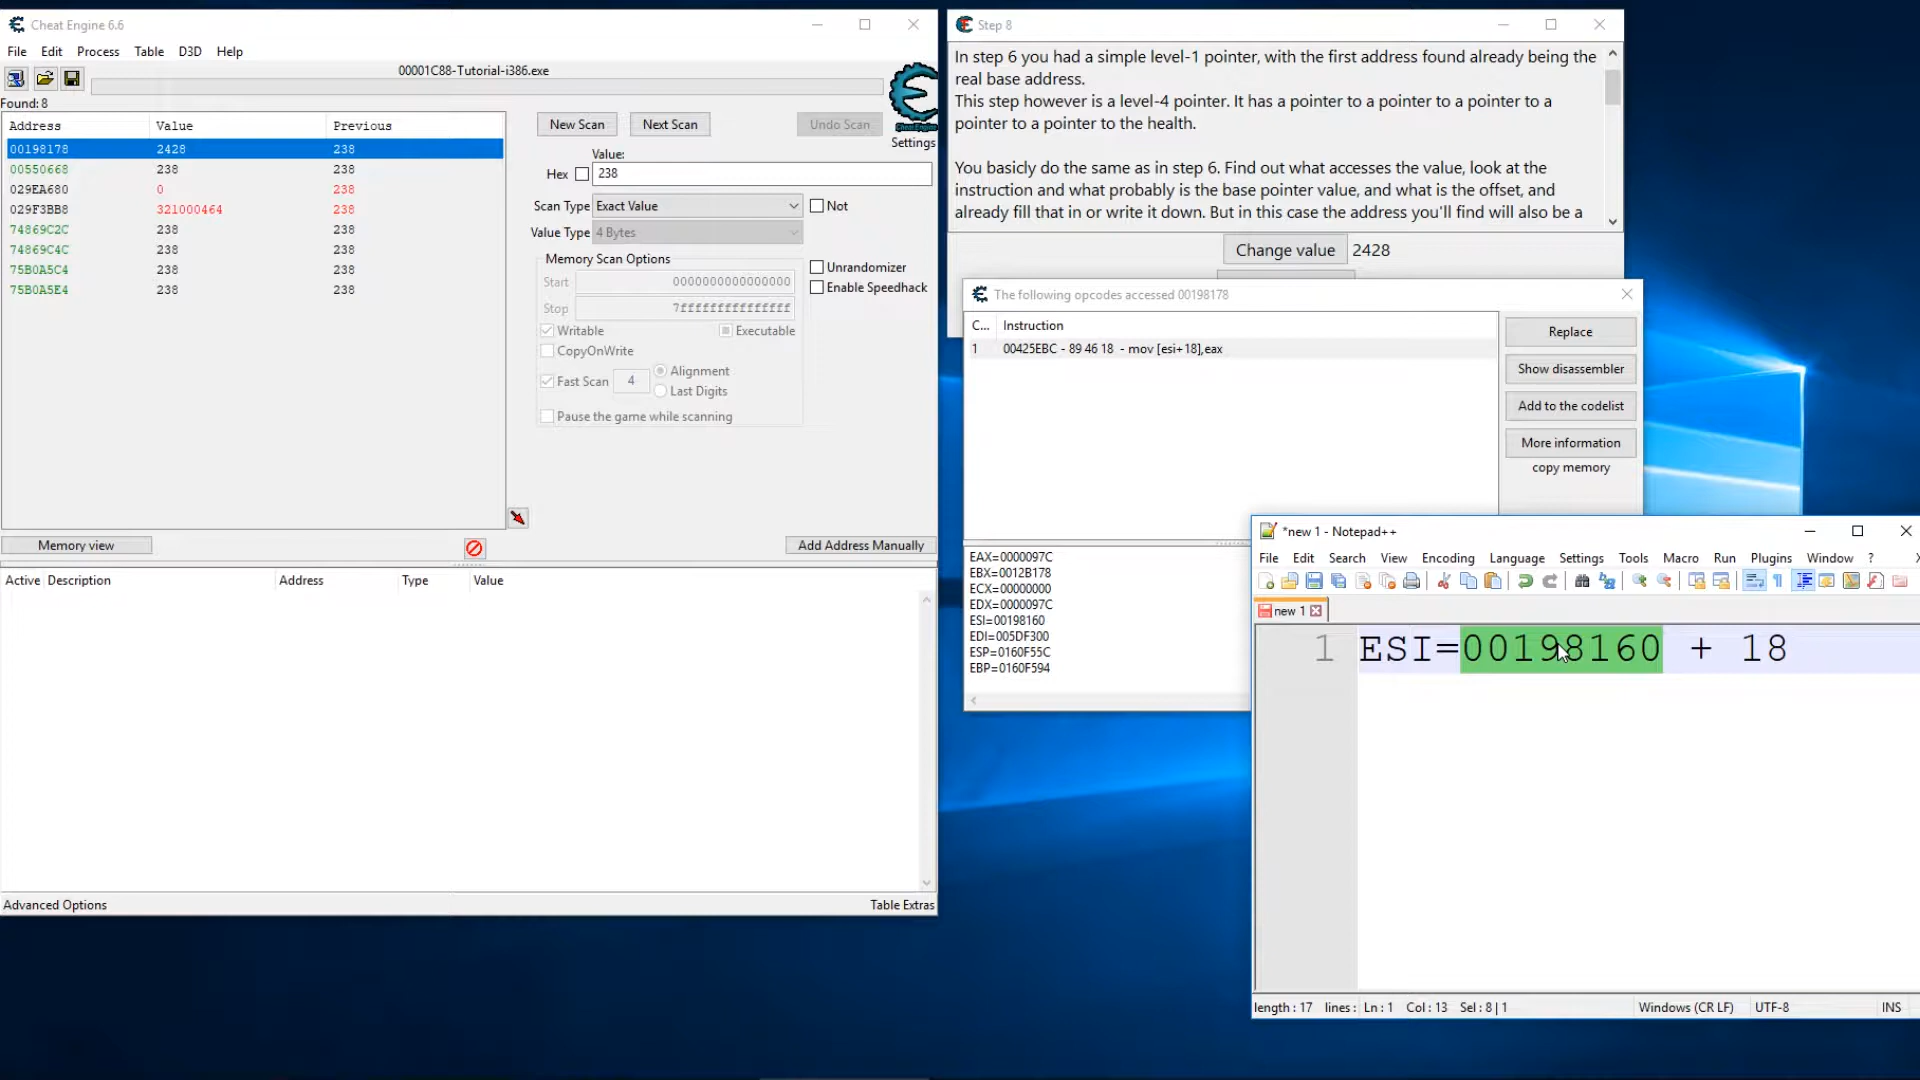 Cheat Engine 6.6
File Edit Process Table D3D Help
00001C88-Tutorial-i386.exe
Found: 8
Address Value Previous
00198178 2428 238
00550668 238 238
029EA680 0 238
029F3BB8 321000464 238
74869C2C 238 238
74869C4C 238 238
75B0A5C4 238 238
75B0A5E4 238 238
New Scan Next Scan Undo Scan
Cheat Engine
Settings
Value:
Hex 238
Scan Type Exact Value Not
Value Type 4 Bytes
Memory Scan Options
Start 0000000000000000
Stop 7fffffffffffffff
Unrandomizer
Enable Speedhack
Writable Executable
CopyOnWrite
Fast Scan 4 Alignment
Last Digits
Pause the game while scanning
Memory view Add Address Manually
Active Description Address Type Value
Advanced Options Table Extras
Step 8
In step 6 you had a simple level-1 pointer, with the first address found already being the
real base address.
This step however is a level-4 pointer. It has a pointer to a pointer to a pointer to a
pointer to a pointer to the health.
You basicly do the same as in step 6. Find out what accesses the value, look at the
instruction and what probably is the base pointer value, and what is the offset, and
already fill that in or write it down. But in this case the address you'll find will also be a
Change value 2428
The following opcodes accessed 00198178
C... Instruction
1 00425EBC - 89 46 18 - mov [esi+18],eax
Replace
Show disassembler
Add to the codelist
More information
copy memory
EAX=0000097C
EBX=0012B178
ECX=00000000
EDX=0000097C
ESI=00198160
EDI=005DF300
ESP=0160F55C
EBP=0160F594
*new 1 - Notepad++
File Edit Search View Encoding Language Settings Tools Macro Run Plugins Window ? X
new 1
1 ESI=00198160 + 18
length : 17 lines : Ln : 1 Col : 13 Sel : 8 | 1 Windows (CR LF) UTF-8 INS